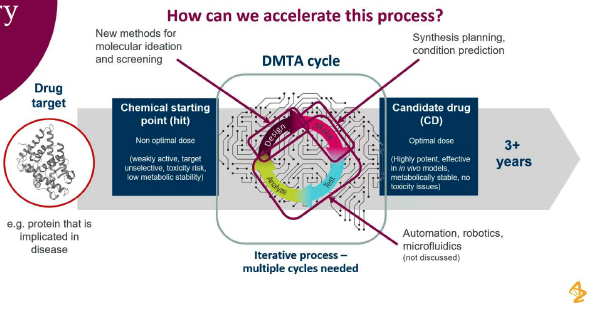 ry
How can we accelerate this process?
New methods for
molecular ideation
and screening
Synthesis planning,
condition prediction
DMTA cycle
Drug
target
Chemical starting
point (hit)
Non optimal dose
(weakly active, target
unselective, toxicity risk,
low metabolic stability)
Design
Make
Test
Analyze
Candidate drug
(CD)
Optimal dose
(Highly potent, effective
in in vivo models,
metabolically stable, no
toxicity issues)
3+
years
e.g. protein that is
implicated in
disease
Iterative process –
multiple cycles needed
Automation, robotics,
microfluidics
(not discussed)